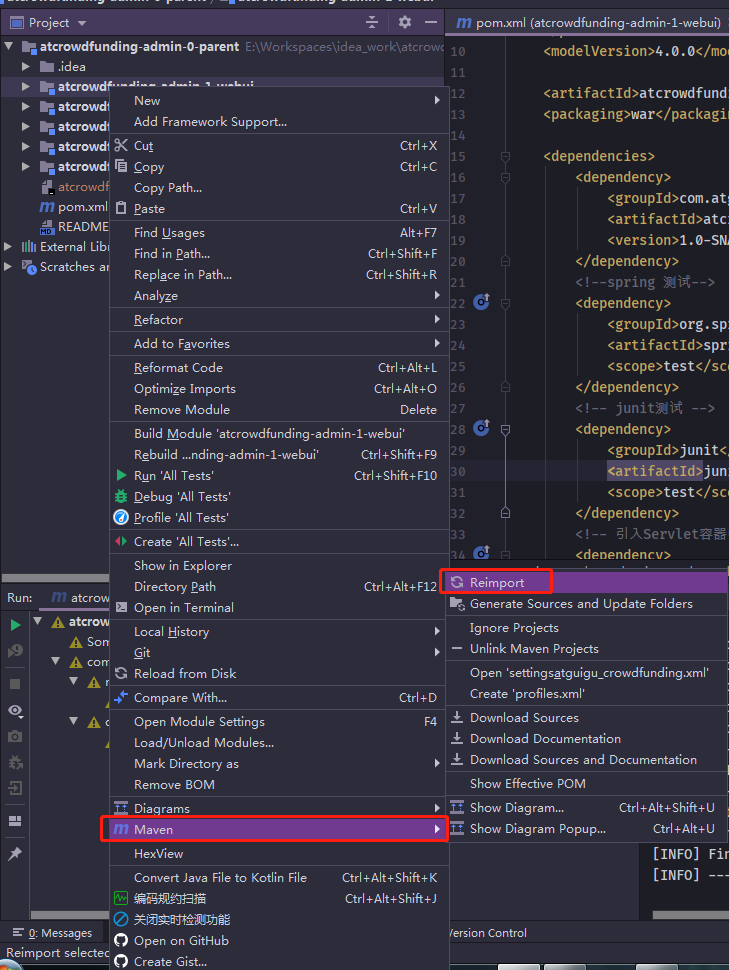 Project
pom.xml (atcrowdfunding-admin-1-webui)
atcrowdfunding-admin-0-parent E:\Workspaces\idea_work\atcrowd
.idea
atcrowdfunding-admin-1-webui
atcrowdf
atcrowdf
atcrowdf
atcrowdf
atcrowdf
pom.xml
README
External Lib
Scratches an
New
Add Framework Support...
Cut Ctrl+X
Copy Ctrl+C
Copy Path...
Paste Ctrl+V
Find Usages Alt+F7
Find in Path... Ctrl+Shift+F
Replace in Path... Ctrl+Shift+R
Analyze
Refactor
Add to Favorites
Reformat Code Ctrl+Alt+L
Optimize Imports Ctrl+Alt+O
Remove Module Delete
Build Module 'atcrowdfunding-admin-1-webui'
Rebuild ...nding-admin-1-webui' Ctrl+Shift+F9
Run 'All Tests' Ctrl+Shift+F10
Debug 'All Tests'
Profile 'All Tests'
Create 'All Tests'...
Show in Explorer
Directory Path Ctrl+Alt+F12
Open in Terminal
Local History
Git
Reload from Disk
Compare With... Ctrl+D
Open Module Settings F4
Load/Unload Modules...
Mark Directory as
Remove BOM
Diagrams
Maven
HexView
Convert Java File to Kotlin File Ctrl+Alt+Shift+K
编码规约扫描 Ctrl+Alt+Shift+J
关闭实时检测功能
Open on GitHub
Create Gist...
10 <modelVersion>4.0.0</mod
11
12 <artifactId>atcrowdfundi
13 <packaging>war</packagin
14
15 <dependencies>
16 <dependency>
17 <groupId>com.atg
18 <artifactId>atc
19 <version>1.0-SNA
20 </dependency>
21 <!--spring 测试-->
22 <dependency>
23 <groupId>org.sp
24 <artifactId>spr
25 <scope>test</sco
26 </dependency>
27 <!-- junit测试 -->
28 <dependency>
29 <groupId>junit</
30 <artifactId>juni
31 <scope>test</sco
32 </dependency>
33 <!-- 引入Servlet容器
34 <dependency>
Reimport
Generate Sources and Update Folders
Ignore Projects
Unlink Maven Projects
Open 'settingsatguigu_crowdfunding.xml'
Create 'profiles.xml'
Download Sources
Download Documentation
Download Sources and Documentation
Show Effective POM
Show Diagram... Ctrl+Alt+Shift+U
Show Diagram Popup... Ctrl+Alt+U
Run: atcrow
atcrow
Som
com
[INFO] Fin
[INFO] ---
0: Messages
Version Control
Reimport selected